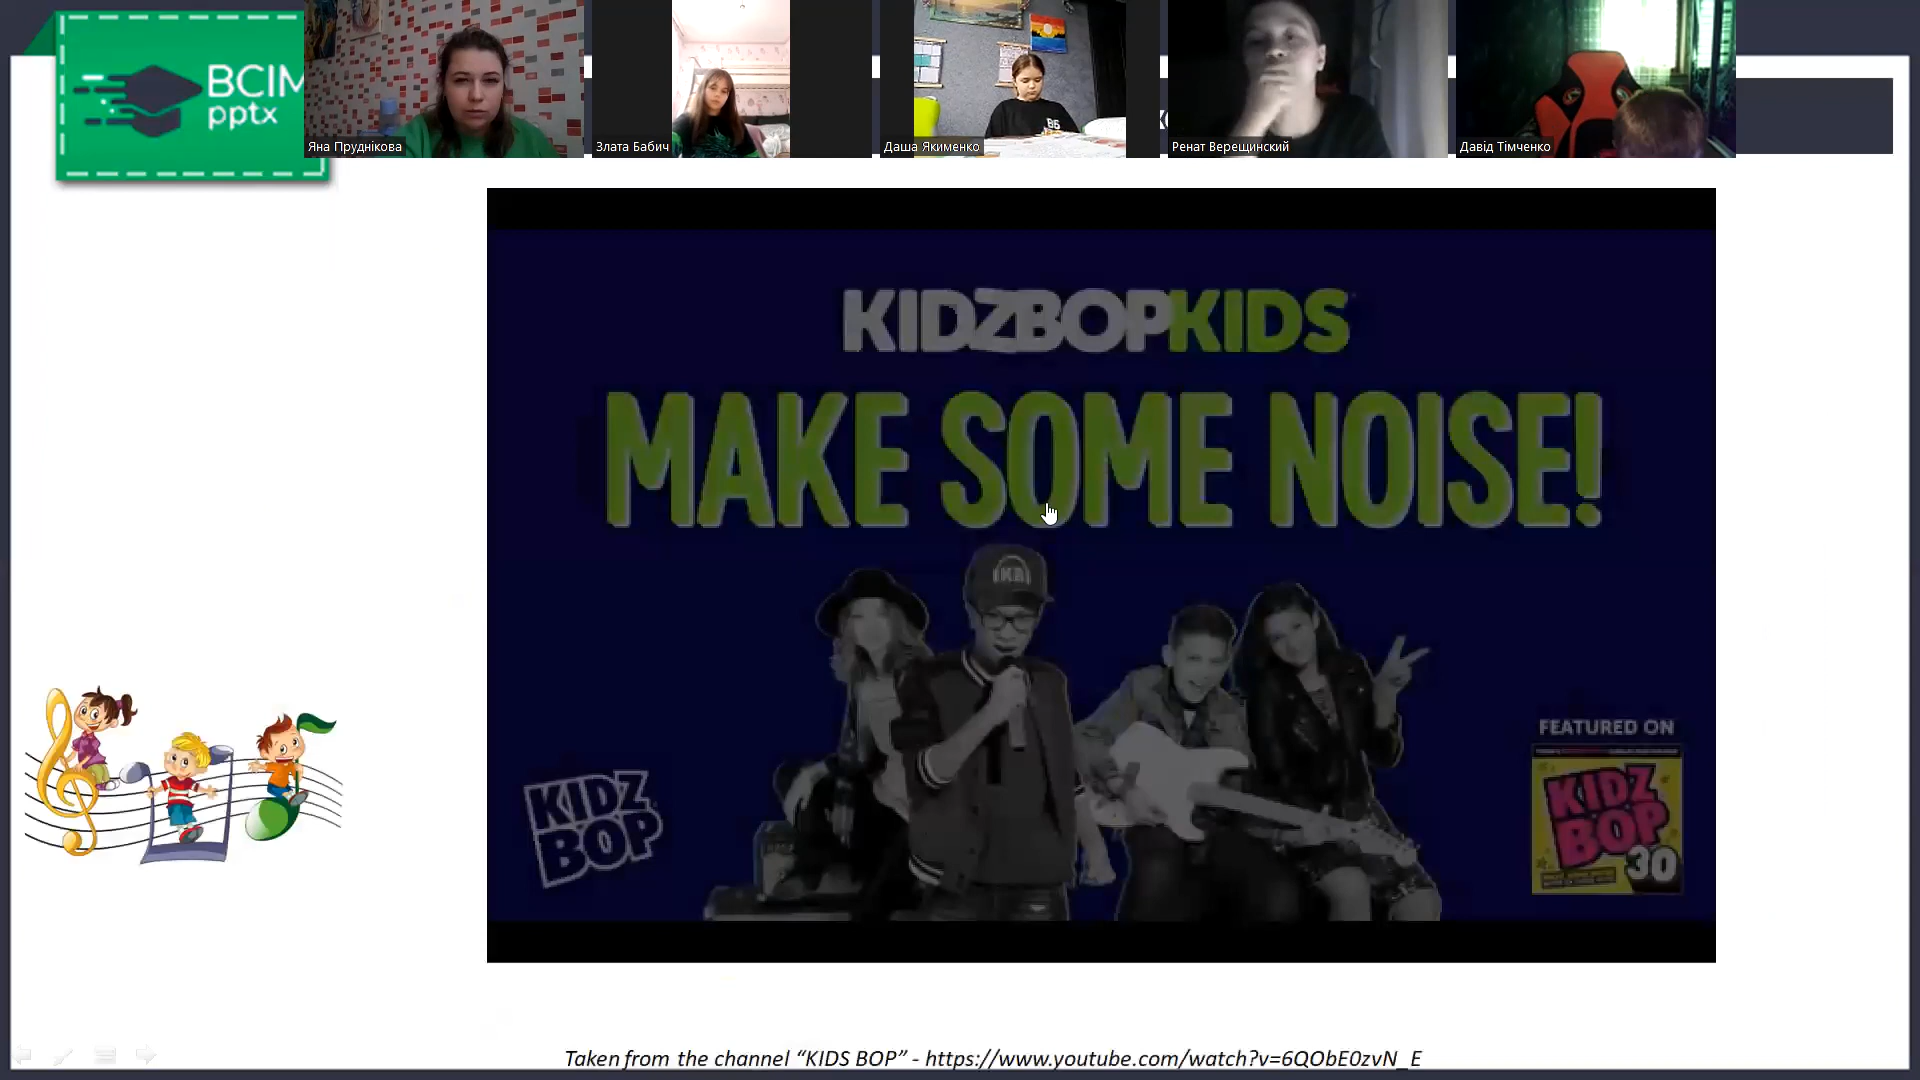 BCIM
pptx
Яна Пруднікова
Злата Бабич
Даша Якименко
Ренат Верещинский
Давід Тімченко
KIDZBOPKIDS
MAKE SOME NOISE!
KB
FEATURED ON
KIDZ
BOP
30
KIDZ
BOP
Taken from the channel “KIDS BOP” - https://www.youtube.com/watch?v=6QObE0zvN_E